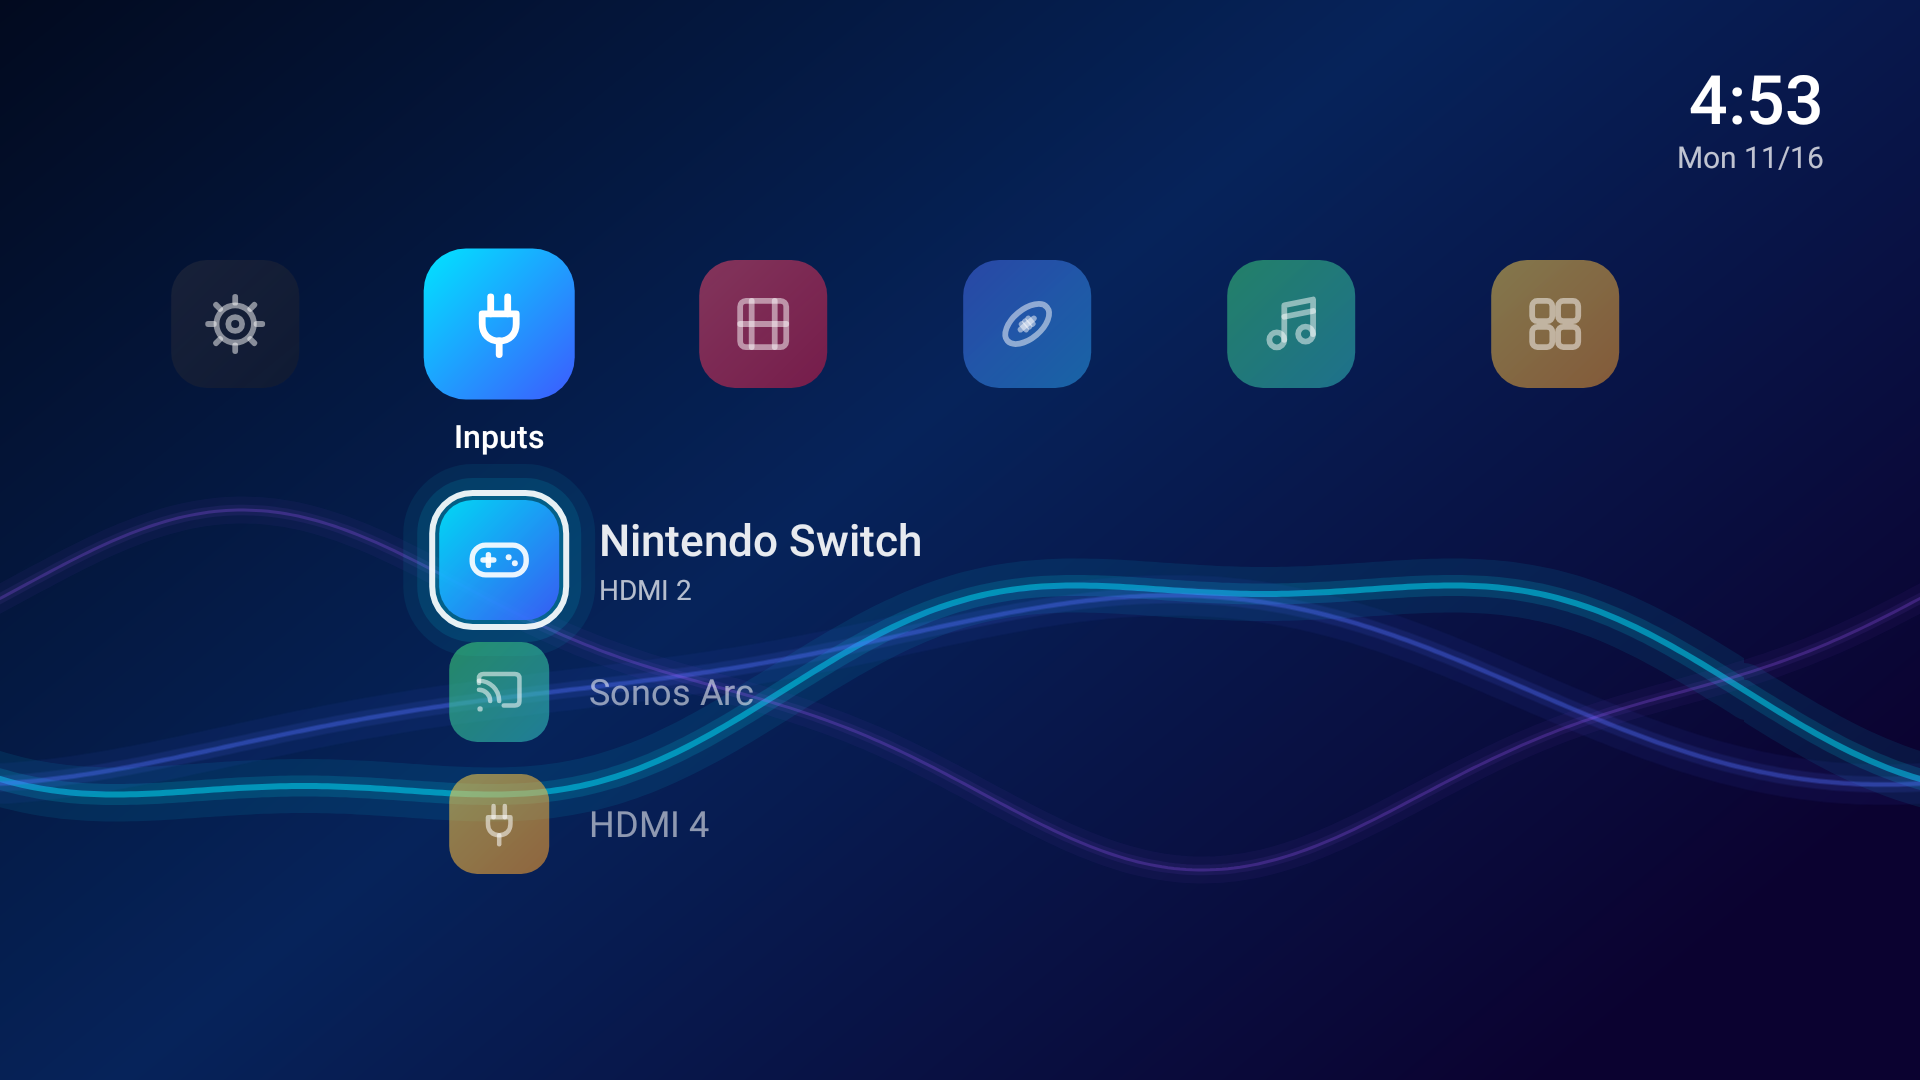 4:53
Mon 11/16
Inputs
Nintendo Switch
HDMI 2
Sonos Arc
HDMI 4